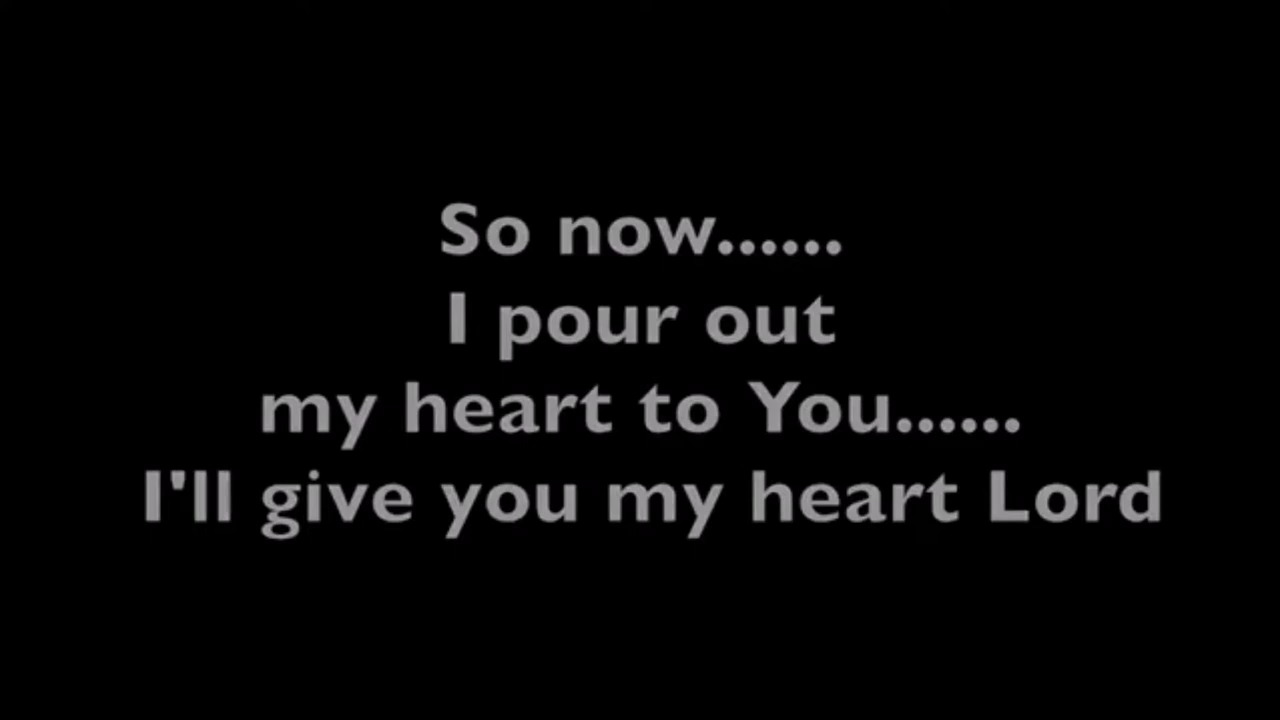 So now......
I pour out
my heart to You......
I'll give you my heart Lord